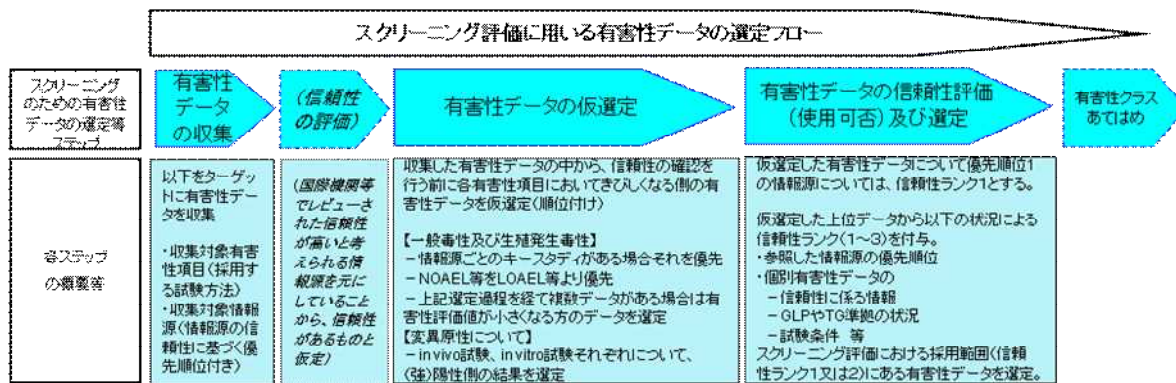 スクリーニング評価に用いる有害性データの選定フロー
スクリーニング
のための有害性
データの選定等
ステップ
有害性
データ
の収集
(信頼性
の評価)
有害性データの仮選定
有害性データの信頼性評価
(使用可否)及び選定
有害性クラス
あてはめ
各ステップ
の概要等
以下をターゲッ
トに有害性デー
タを収集
・収集対象有害
性項目(採用す
る試験方法)
・収集対象情報
源(情報源の信
頼性に基づく優
先順位付き)
(国際機関等
でレビューさ
れた信頼性
が高いと考
えられる情
報源を元に
していること
から、信頼性
があるものと
仮定)
収集した有害性データの中から、信頼性の確認を
行う前に各有害性項目においてきびしくなる側の有
害性データを仮選定(順位付け)
【一般毒性及び生殖発生毒性】
－情報源ごとのキースタディがある場合それを優先
－NOAEL等をLOAEL等より優先
－上記選定過程を経て複数データがある場合は有
害性評価値が小さくなる方のデータを選定
【変異原性について】
－in vivo試験、in vitro試験それぞれについて、
(強)陽性側の結果を選定
仮選定した有害性データについて優先順位1
の情報源については、信頼性ランク1とする。
仮選定した上位データから以下の状況による
信頼性ランク(1～3)を付与。
・参照した情報源の優先順位
・個別有害性データの
－信頼性に係る情報
－GLPやTG準拠の状況
－試験条件 等
スクリーニング評価における採用範囲(信頼
性ランク1又は2)にある有害性データを選定。